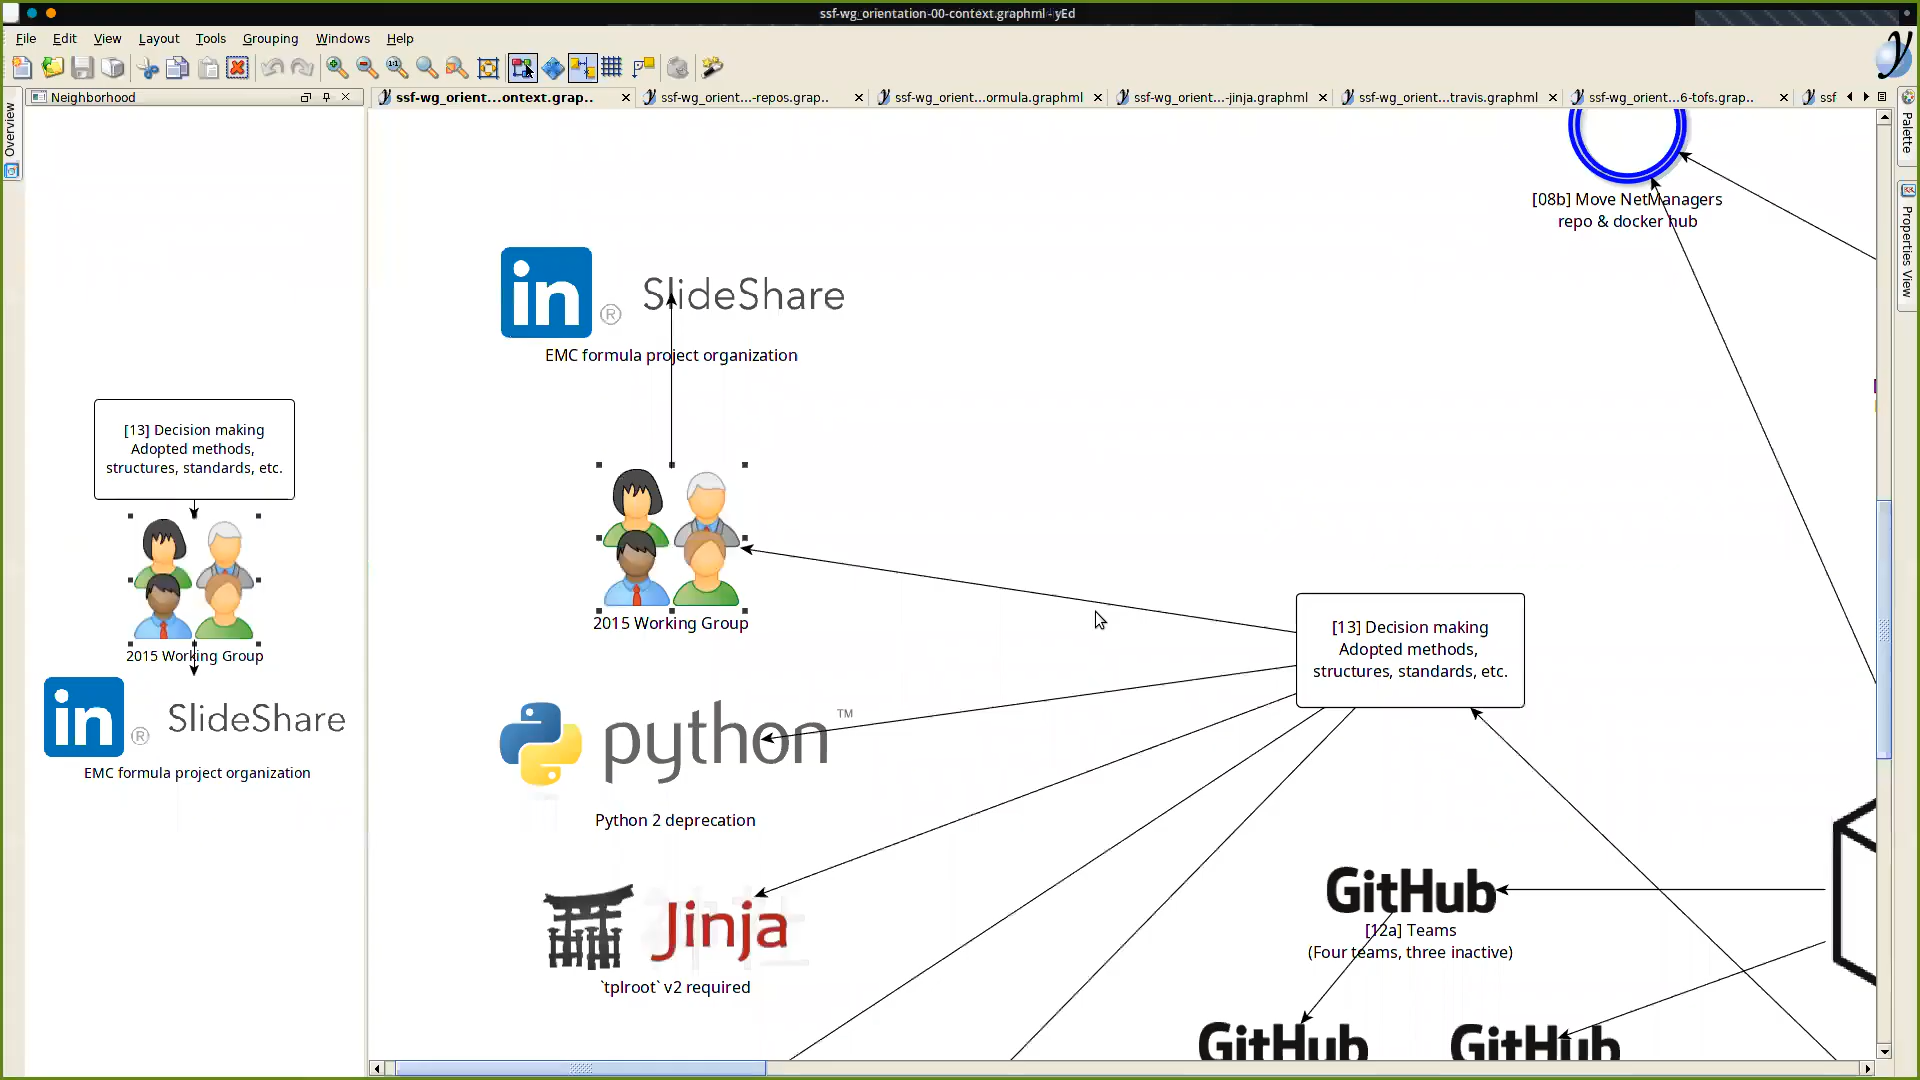 ssf-wg_orientation-00-context.graphml - yEd
File Edit View Layout Tools Grouping Windows Help
Overview
Neighborhood
ssf-wg_orient...ontext.grap..
ssf-wg_orient...-repos.grap..
ssf-wg_orient...ormula.graphml
ssf-wg_orient...-jinja.graphml
ssf-wg_orient...travis.graphml
ssf-wg_orient...6-tofs.grap..
ssf
Palette
Properties View
[13] Decision making
Adopted methods,
structures, standards, etc.
2015 Working Group
in ® SlideShare
EMC formula project organization
[08b] Move NetManagers
repo & docker hub
in ® SlideShare
EMC formula project organization
2015 Working Group
[13] Decision making
Adopted methods,
structures, standards, etc.
python ™
Python 2 deprecation
Jinja
`tplroot` v2 required
GitHub
[12a] Teams
(Four teams, three inactive)
GitHub
GitHub